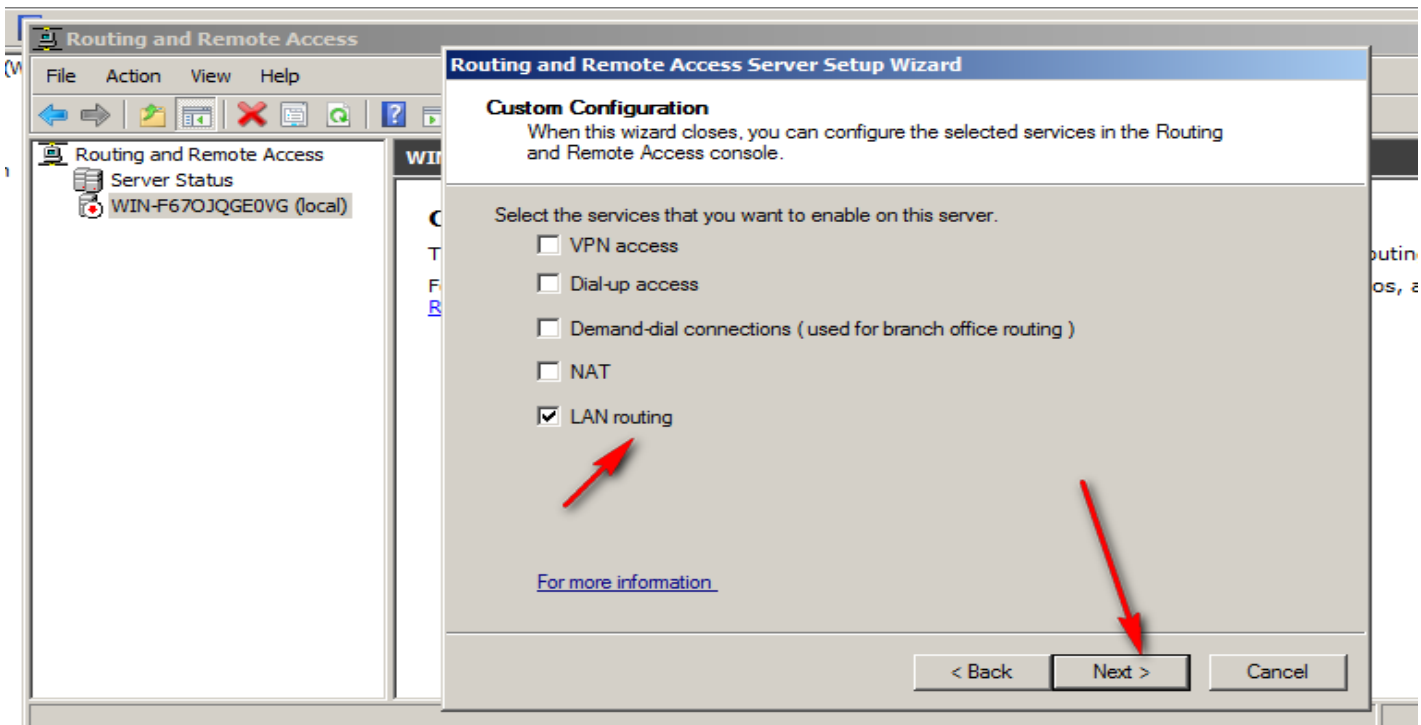 Routing and Remote Access
File Action View Help
Routing and Remote Access
Server Status
WIN-F67OJQGE0VG (local)
Routing and Remote Access Server Setup Wizard
Custom Configuration
When this wizard closes, you can configure the selected services in the Routing
and Remote Access console.
Select the services that you want to enable on this server.
VPN access
Dial-up access
Demand-dial connections ( used for branch office routing )
NAT
LAN routing
For more information
< Back Next > Cancel